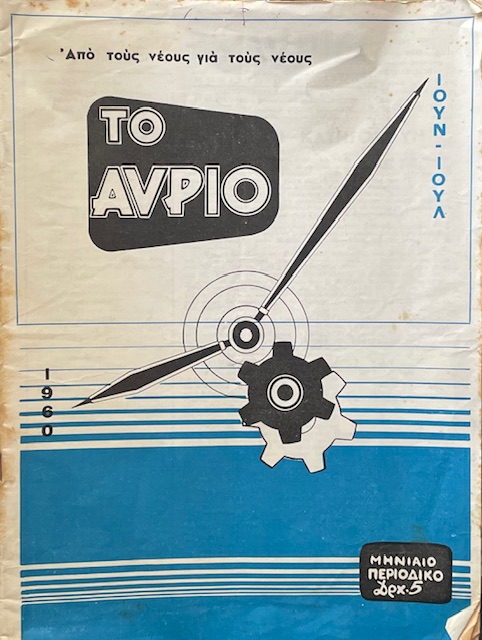 Ἀπὸ τοὺς νέους γιὰ τοὺς νέους
ΤΟ
ΑΥΡΙΟ
ΙΟΥΝ-ΙΟΥΛ
1960
ΜΗΝΙΑΙΟ
ΠΕΡΙΟΔΙΚΟ
Δρχ. 5